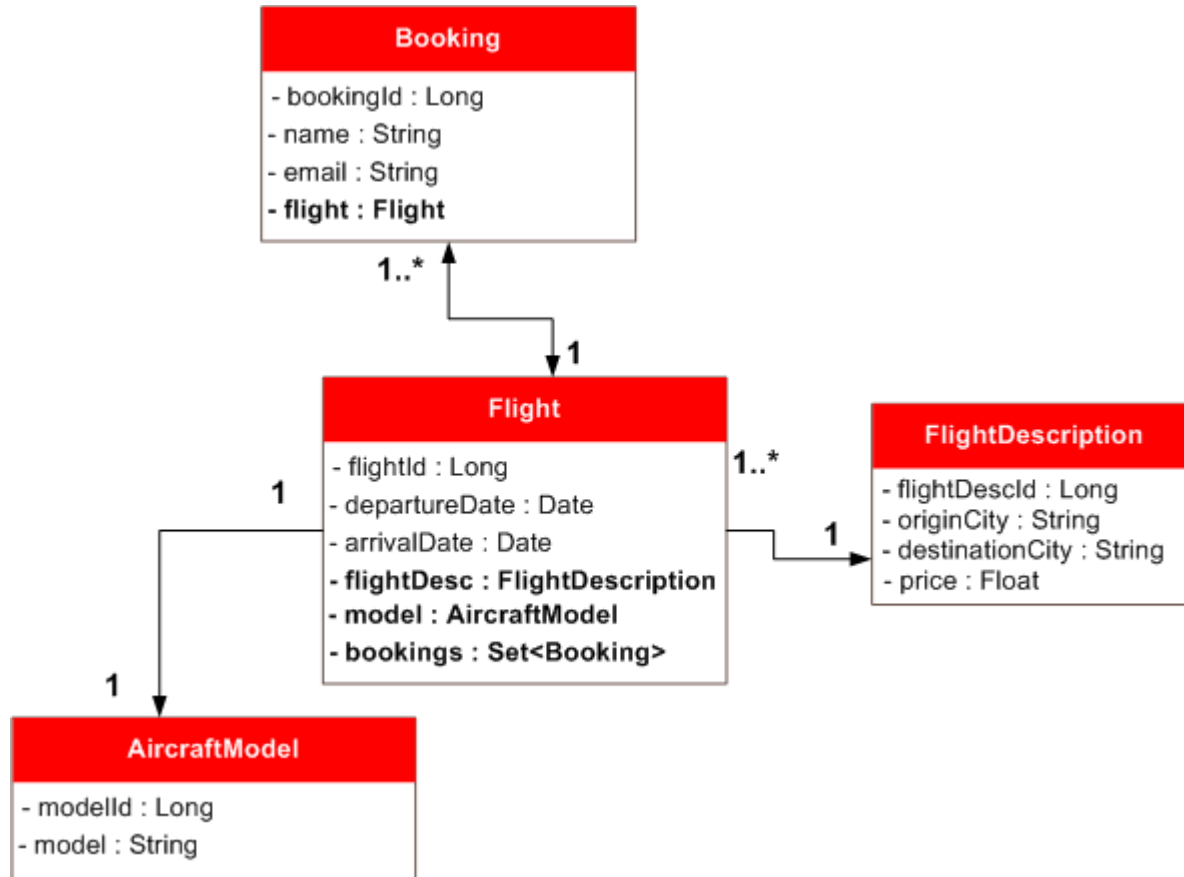 Booking
- bookingId : Long
- name : String
- email : String
- flight : Flight
1..*
1
Flight
- flightId : Long
- departureDate : Date
- arrivalDate : Date
- flightDesc : FlightDescription
- model : AircraftModel
- bookings : Set<Booking>
1..*
1
FlightDescription
- flightDescId : Long
- originCity : String
- destinationCity : String
- price : Float
1
1
AircraftModel
- modelId : Long
- model : String